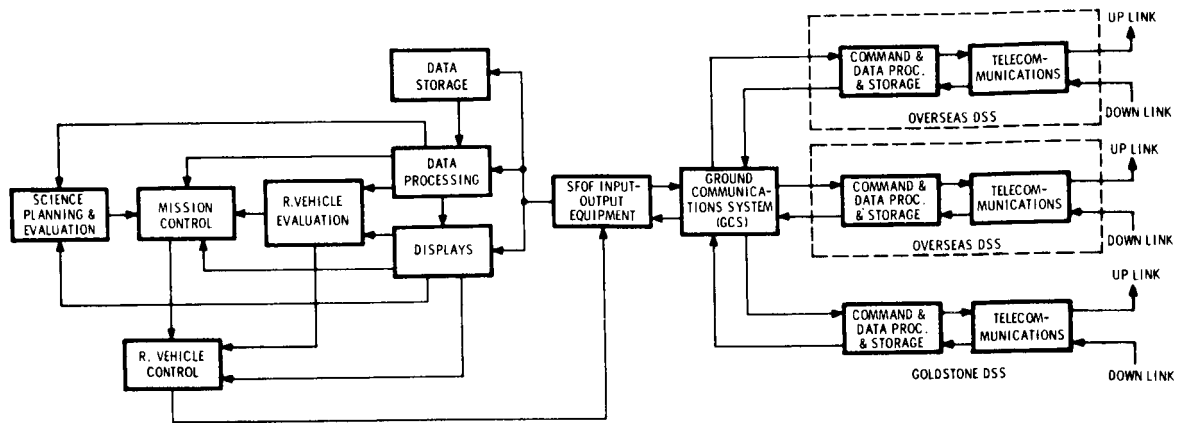 DATA
STORAGE
DATA
PROCESSING
SCIENCE
PLANNING &
EVALUATION
MISSION
CONTROL
R.VEHICLE
EVALUATION
DISPLAYS
R. VEHICLE
CONTROL
SFOF INPUT-
OUTPUT
EQUIPMENT
GROUND
COMMUNICA-
TIONS SYSTEM
(GCS)
COMMAND &
DATA PROC.
& STORAGE
TELECOM-
MUNICATIONS
UP LINK
DOWN LINK
OVERSEAS DSS
COMMAND &
DATA PROC.
& STORAGE
TELECOM-
MUNICATIONS
UP LINK
DOWN LINK
OVERSEAS DSS
COMMAND &
DATA PROC.
& STORAGE
TELECOM-
MUNICATIONS
UP LINK
DOWN LINK
GOLDSTONE DSS